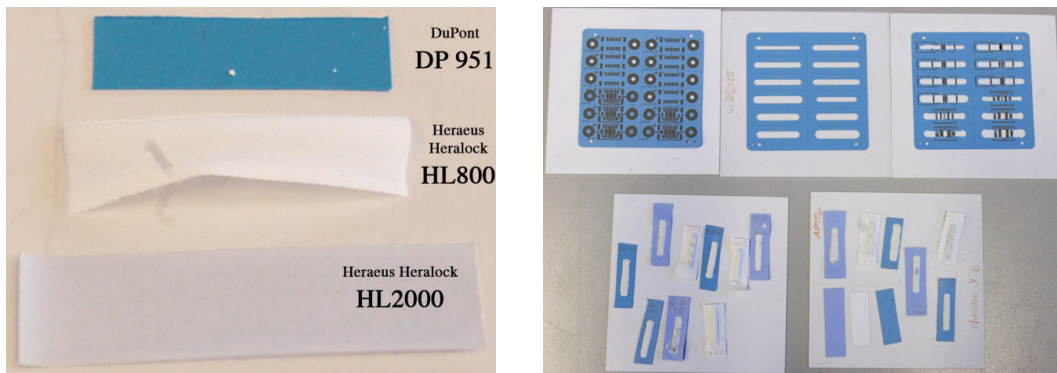 DuPont
DP 951
Heraeus
Heralock
HL800
Heraeus Heralock
HL2000